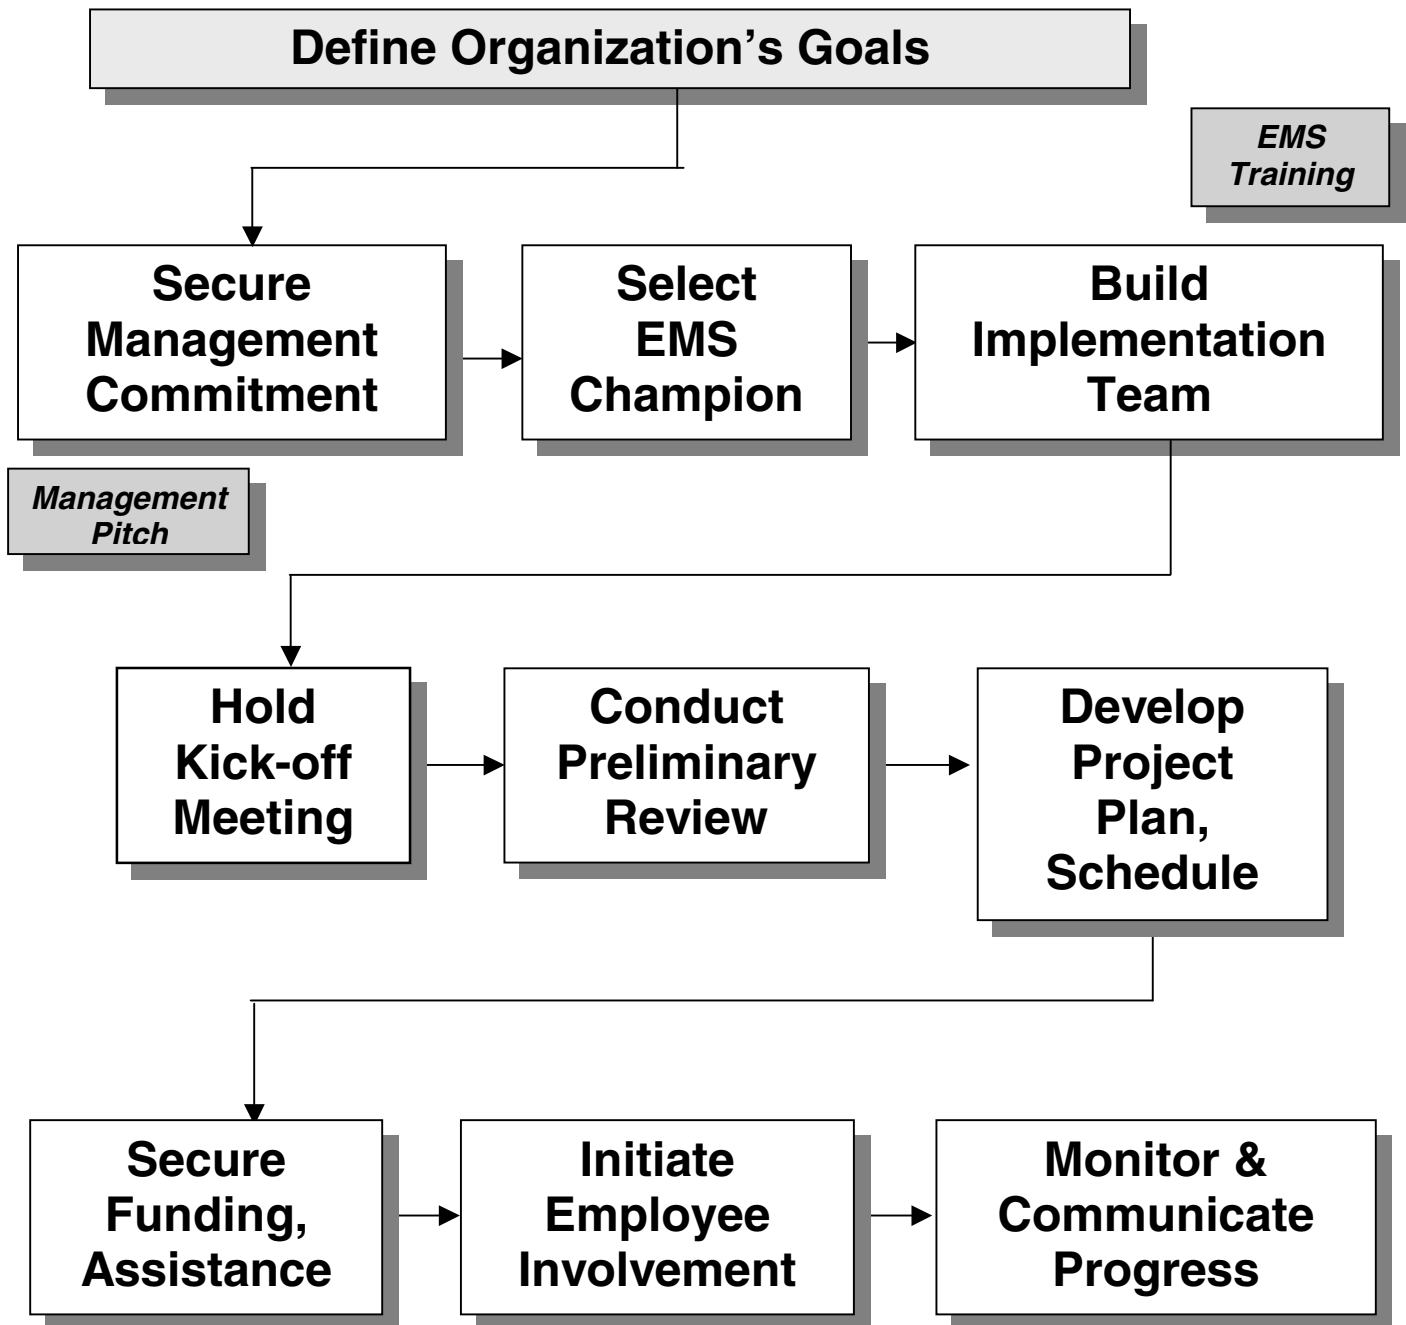 Define Organization’s Goals
EMS
Training
Secure
Management
Commitment
Select
EMS
Champion
Build
Implementation
Team
Management
Pitch
Hold
Kick-off
Meeting
Conduct
Preliminary
Review
Develop
Project
Plan,
Schedule
Secure
Funding,
Assistance
Initiate
Employee
Involvement
Monitor &
Communicate
Progress